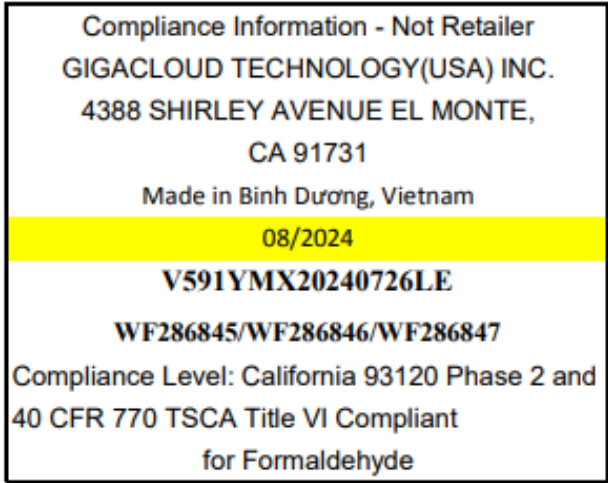 Compliance Information - Not Retailer
GIGACLOUD TECHNOLOGY(USA) INC.
4388 SHIRLEY AVENUE EL MONTE,
CA 91731
Made in Binh Dương, Vietnam
08/2024
V591YMX20240726LE
WF286845/WF286846/WF286847
Compliance Level: California 93120 Phase 2 and
40 CFR 770 TSCA Title VI Compliant
for Formaldehyde